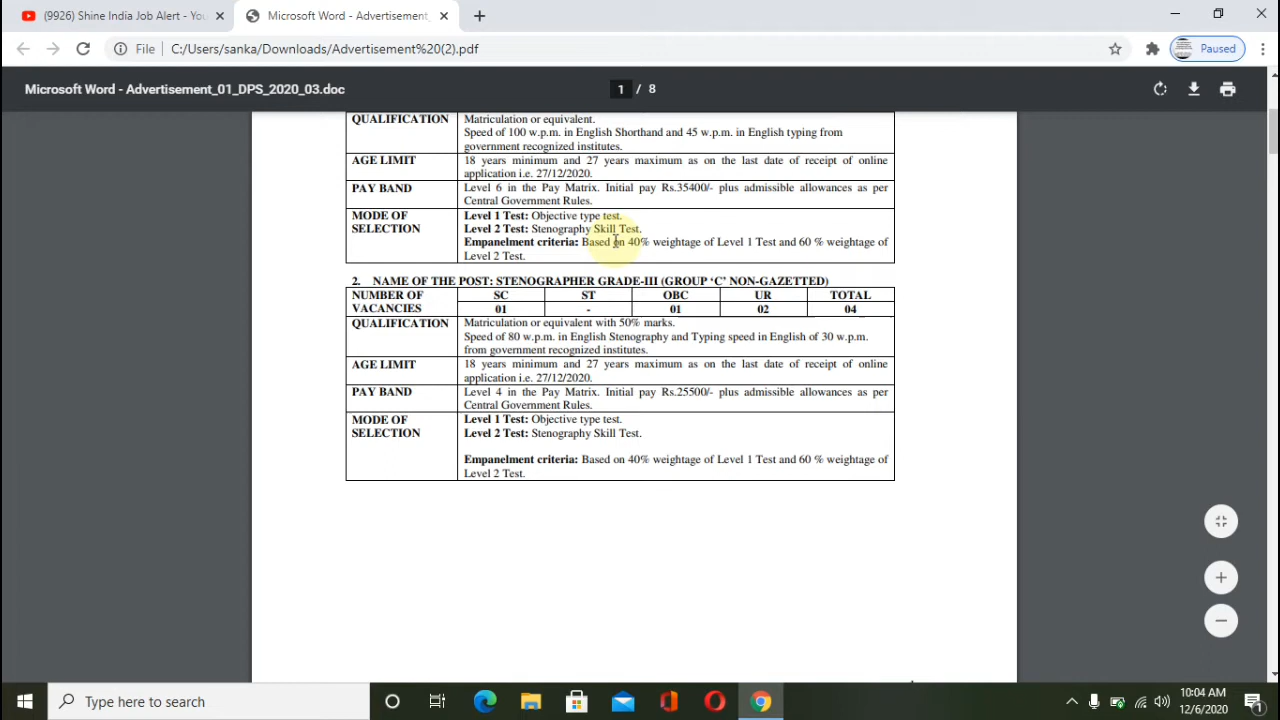 (9926) Shine India Job Alert - You
Microsoft Word - Advertisement_
Paused
File C:/Users/sanka/Downloads/Advertisement%20(2).pdf
Microsoft Word - Advertisement_01_DPS_2020_03.doc
1 / 8
QUALIFICATION Matriculation or equivalent.
Speed of 100 w.p.m. in English Shorthand and 45 w.p.m. in English typing from
government recognized institutes.
AGE LIMIT 18 years minimum and 27 years maximum as on the last date of receipt of online
application i.e. 27/12/2020.
PAY BAND Level 6 in the Pay Matrix. Initial pay Rs.35400/- plus admissible allowances as per
Central Government Rules.
MODE OF Level 1 Test: Objective type test.
SELECTION Level 2 Test: Stenography Skill Test.
Empanelment criteria: Based on 40% weightage of Level 1 Test and 60 % weightage of
Level 2 Test.
2. NAME OF THE POST: STENOGRAPHER GRADE-III (GROUP ‘C’ NON-GAZETTED)
NUMBER OF SC ST OBC UR TOTAL
VACANCIES 01 - 01 02 04
QUALIFICATION Matriculation or equivalent with 50% marks.
Speed of 80 w.p.m. in English Stenography and Typing speed in English of 30 w.p.m.
from government recognized institutes.
AGE LIMIT 18 years minimum and 27 years maximum as on the last date of receipt of online
application i.e. 27/12/2020.
PAY BAND Level 4 in the Pay Matrix. Initial pay Rs.25500/- plus admissible allowances as per
Central Government Rules.
MODE OF Level 1 Test: Objective type test.
SELECTION Level 2 Test: Stenography Skill Test.
Empanelment criteria: Based on 40% weightage of Level 1 Test and 60 % weightage of
Level 2 Test.
Type here to search
10:04 AM
12/6/2020
1